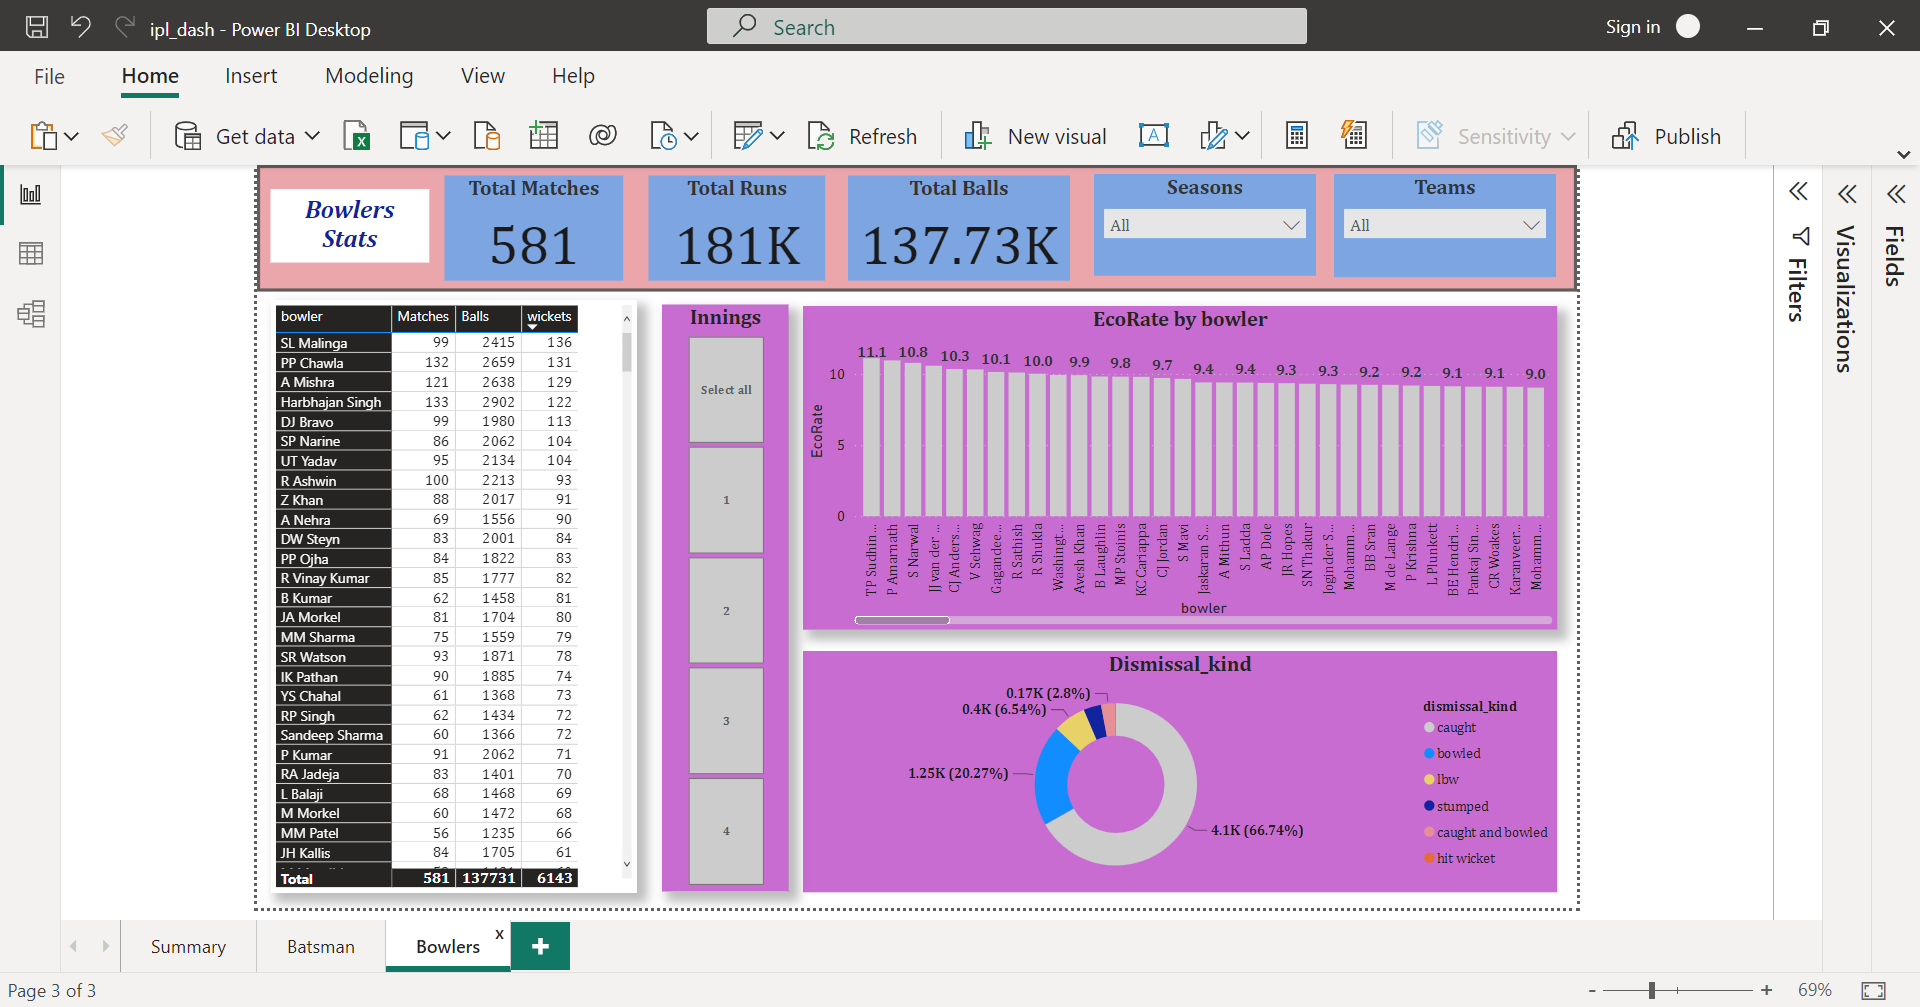 ipl_dash - Power BI Desktop
Search
Sign in
File Home Insert Modeling View Help
Get data
Refresh
New visual
Sensitivity
Publish
Bowlers
Stats
Total Matches
581
Total Runs
181K
Total Balls
137.73K
Seasons
All
Teams
All
Filters
Visualizations
Fields
bowler Matches Balls wickets
SL Malinga 99 2415 136
PP Chawla 132 2659 131
A Mishra 121 2638 129
Harbhajan Singh 133 2902 122
DJ Bravo 99 1980 113
SP Narine 86 2062 104
UT Yadav 95 2134 104
R Ashwin 100 2213 93
Z Khan 88 2017 91
A Nehra 69 1556 90
DW Steyn 83 2001 84
PP Ojha 84 1822 83
R Vinay Kumar 85 1777 82
B Kumar 62 1458 81
JA Morkel 81 1704 80
MM Sharma 75 1559 79
SR Watson 93 1871 78
IK Pathan 90 1885 74
YS Chahal 61 1368 73
RP Singh 62 1434 72
Sandeep Sharma 60 1366 72
P Kumar 91 2062 71
RA Jadeja 83 1401 70
L Balaji 68 1468 69
M Morkel 60 1472 68
MM Patel 56 1235 66
JH Kallis 84 1705 61
Total 581 137731 6143
Innings
Select all
1
2
3
4
EcoRate by bowler
11.1 10.8 10.3 10.1 10.0 9.9 9.8 9.7 9.4 9.4 9.3 9.3 9.2 9.2 9.1 9.1 9.0
10
5
0
EcoRate
TP Sudhin...
P Amarnath
S Narwal
JJ van der ...
CJ Anders...
V Sehwag
Gagandee...
R Sathish
R Shukla
Washingt...
Avesh Khan
B Laughlin
MP Stoinis
KC Cariappa
CJ Jordan
S Mavi
Jaskaran S...
A Mithun
S Ladda
AP Dole
JR Hopes
SN Thakur
Joginder S...
Mohamm...
BB Sran
M de Lange
P Krishna
L Plunkett
BE Hendri...
Pankaj Sin...
CR Woakes
Karanveer...
Mohamm...
bowler
Dismissal_kind
0.17K (2.8%)
0.4K (6.54%)
1.25K (20.27%)
4.1K (66.74%)
dismissal_kind
caught
bowled
lbw
stumped
caught and bowled
hit wicket
Summary Batsman Bowlers x
Page 3 of 3
- + 69%